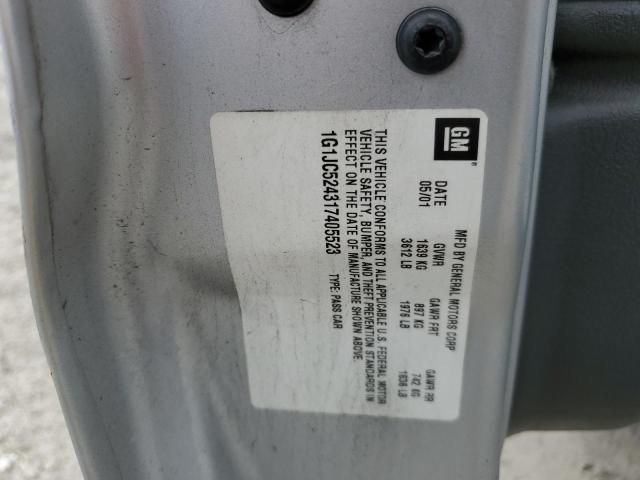 GM
MFD BY GENERAL MOTORS CORP
DATE GVWR GAWR FRT GAWR RR
05/01 1639 KG 897 KG 742 KG
3612 LB 1976 LB 1636 LB
THIS VEHICLE CONFORMS TO ALL APPLICABLE U.S. FEDERAL MOTOR
VEHICLE SAFETY, BUMPER, AND THEFT PREVENTION STANDARDS IN
EFFECT ON THE DATE OF MANUFACTURE SHOWN ABOVE.
1G1JC524317405523 TYPE: PASS CAR